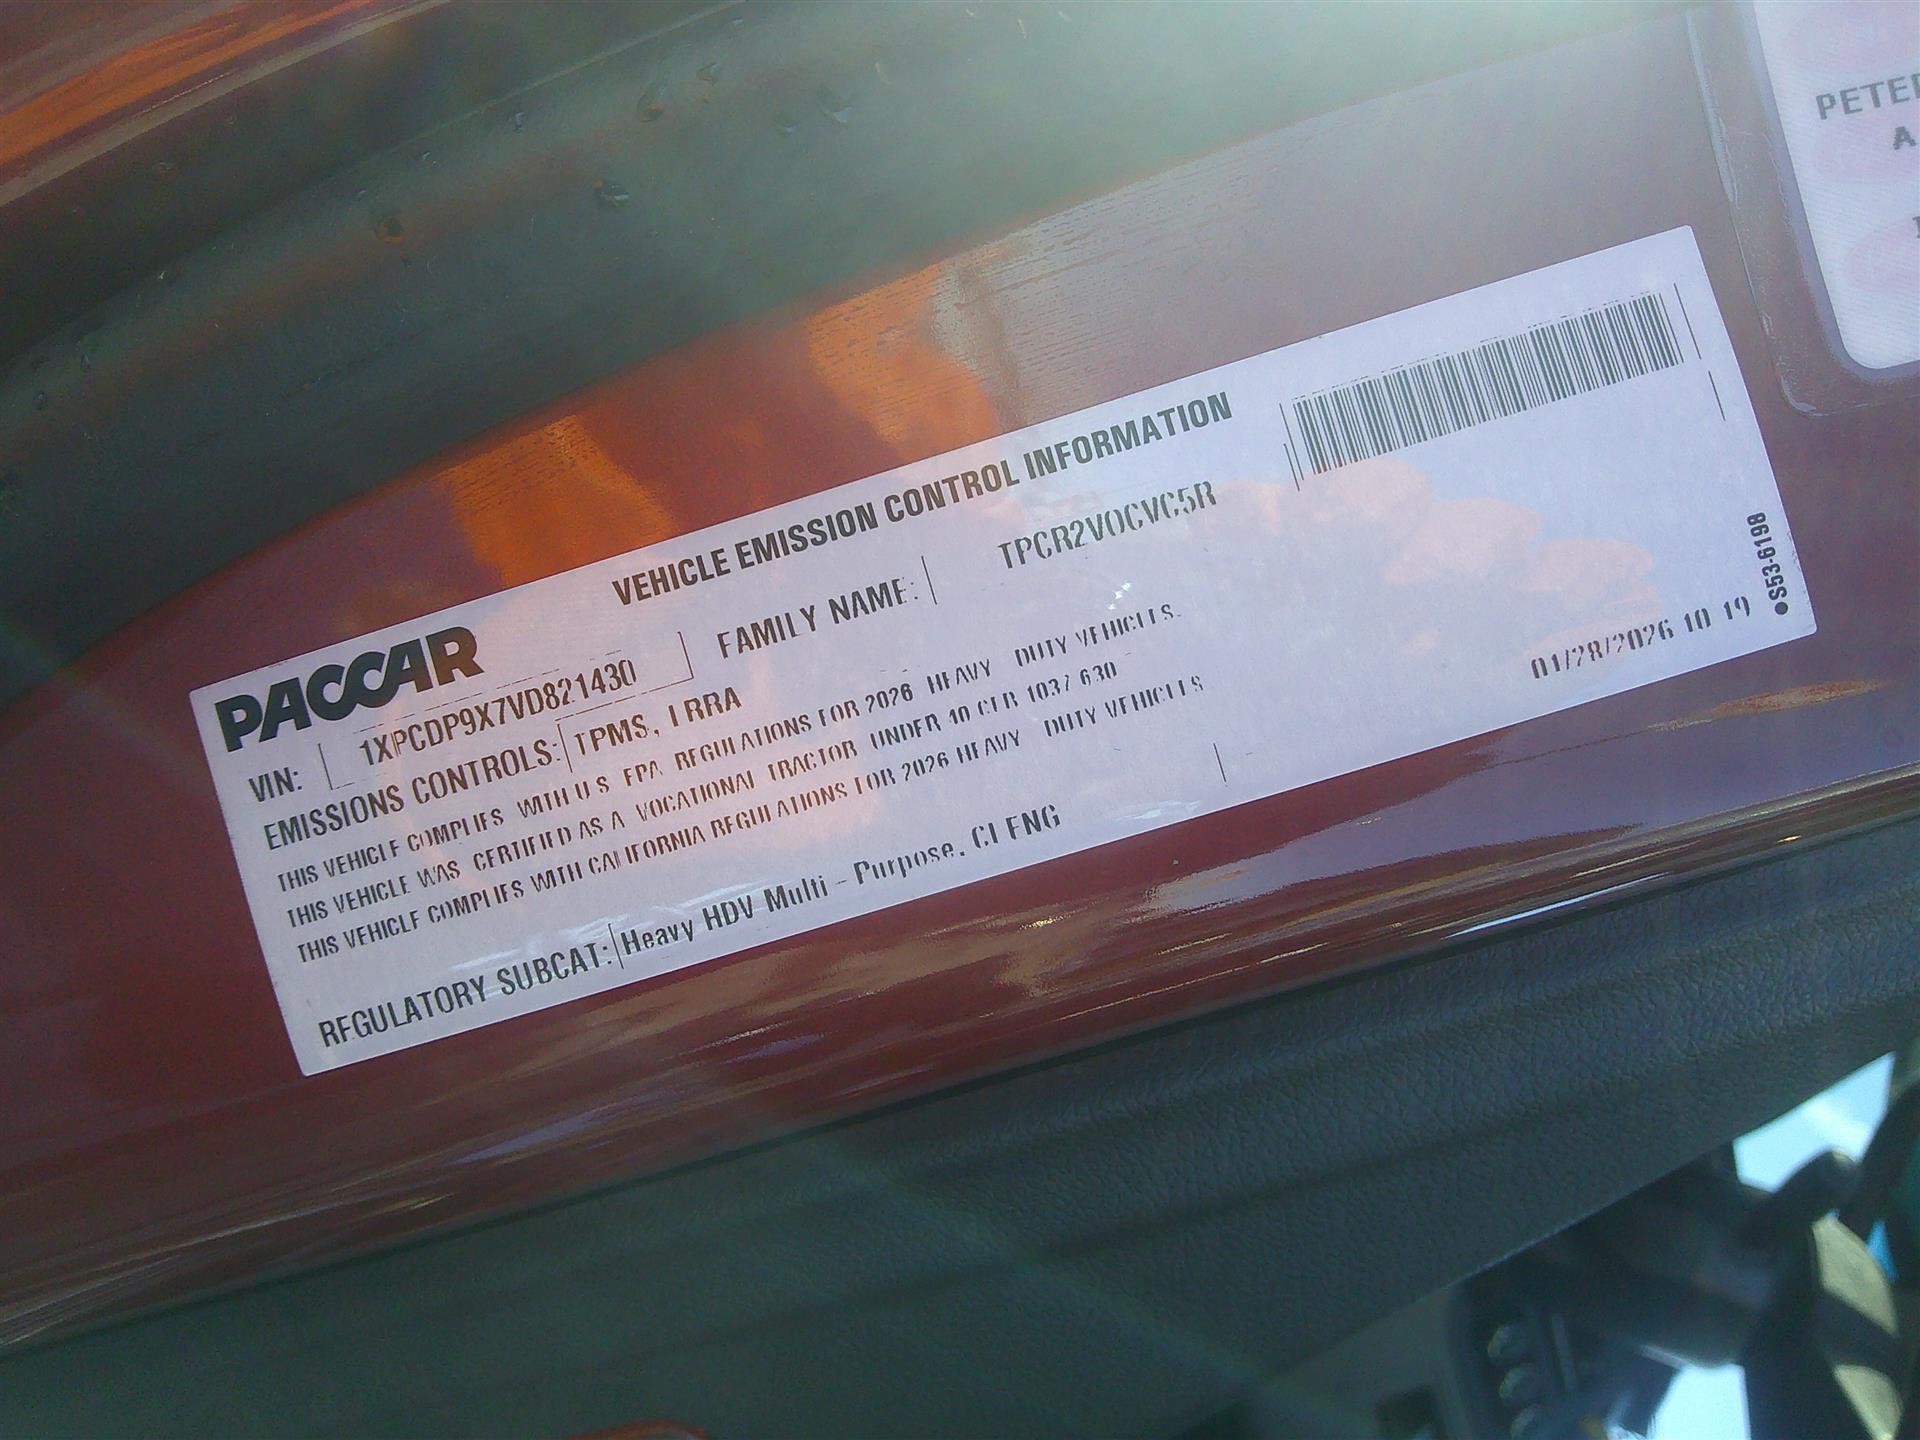 PACCAR
VEHICLE EMISSION CONTROL INFORMATION
VIN: 1XPCDP9X7VD821430
FAMILY NAME: TPCR2VOCVC5R
EMISSIONS CONTROLS: TPMS, LRRA
THIS VEHICLE COMPLIES WITH U.S. EPA REGULATIONS FOR 2026 HEAVY DUTY VEHICLES.
THIS VEHICLE WAS CERTIFIED AS A VOCATIONAL TRACTOR UNDER 40 CFR 1037.630
THIS VEHICLE COMPLIES WITH CALIFORNIA REGULATIONS FOR 2026 HEAVY DUTY VEHICLES
REGULATORY SUBCAT: Heavy HDV Multi-Purpose, CI ENG
01/28/2026 10:19
S53-6198
PETER
A